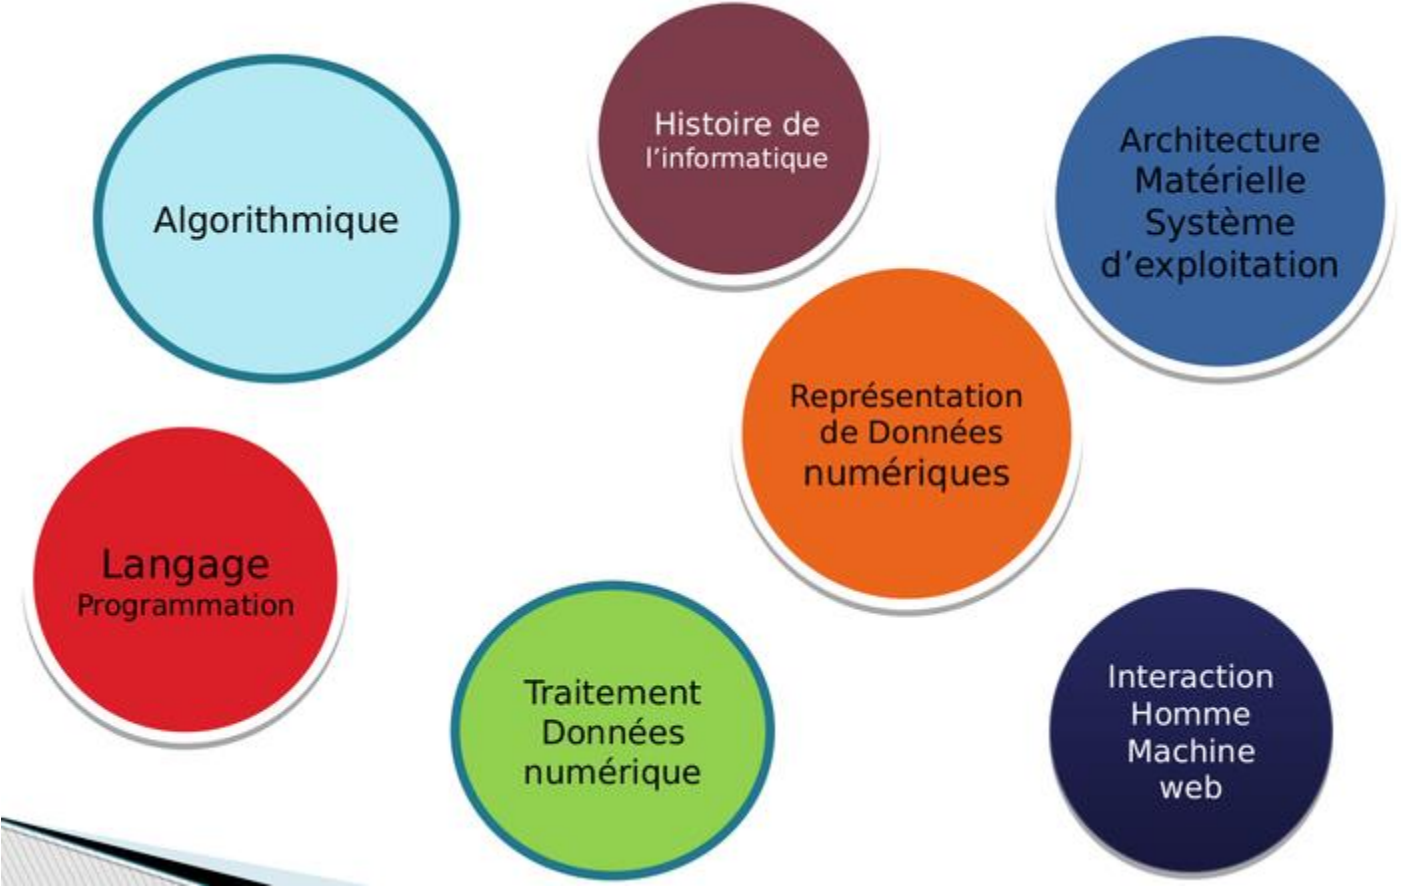 Histoire de
l’informatique
Architecture
Matérielle
Système
d’exploitation
Algorithmique
Représentation
de Données
numériques
Langage
Programmation
Traitement
Données
numérique
Interaction
Homme
Machine
web